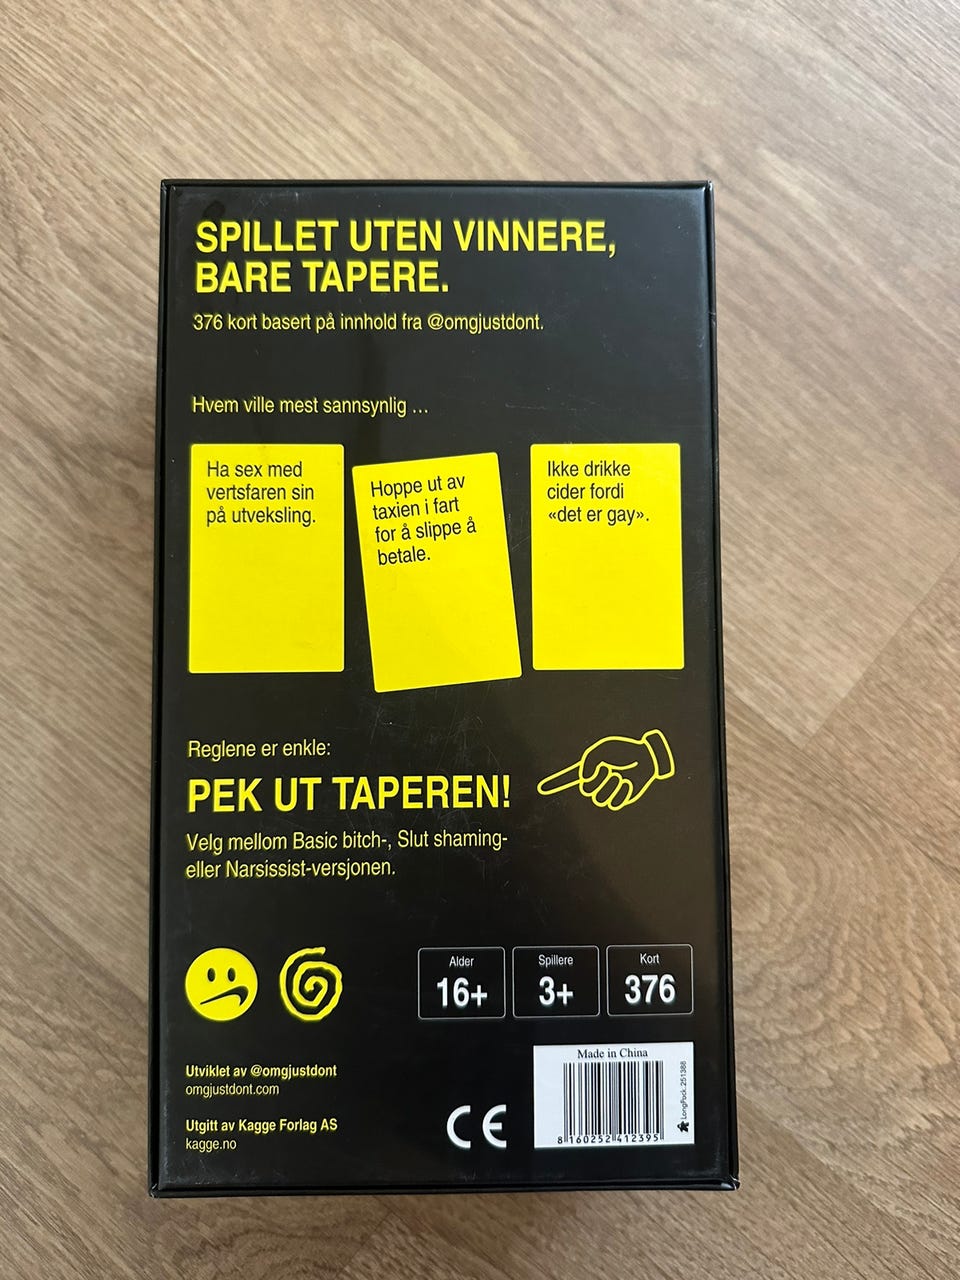 SPILLET UTEN VINNERE,
BARE TAPERE.
376 kort basert på innhold fra @omgjustdont.
Hvem ville mest sannsynlig ...
Ha sex med
vertsfaren sin
på utveksling.
Hoppe ut av
taxien i fart
for å slippe å
betale.
Ikke drikke
cider fordi
«det er gay».
Reglene er enkle:
PEK UT TAPEREN!
Velg mellom Basic bitch-, Slut shaming-
eller Narsissist-versjonen.
Alder
16+
Spillere
3+
Kort
376
Utviklet av @omgjustdont
omgjustdont.com
Utgitt av Kagge Forlag AS
kagge.no
CE
Made in China
8 160252 412395
LongPack.251388